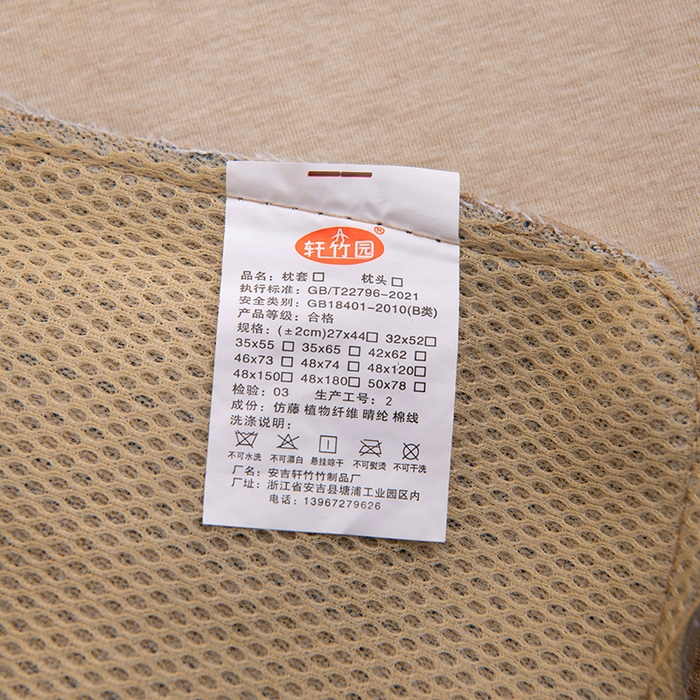 轩竹园®
品名：枕套□ 枕头□
执行标准：GB/T22796-2021
安全类别：GB18401-2010(B类)
产品等级：合格
规格：(±2cm)27x44□ 32x52□
35x55□ 35x65□ 42x62□
46x73□ 48x74□ 48x120□
48x150□ 48x180□ 50x78□
检验：03 生产工号：2
成份：仿藤 植物纤维 晴纶 棉线
洗涤说明：
不可水洗 不可漂白 悬挂晾干 不可熨烫 不可干洗
厂名：安吉轩竹竹制品厂
厂址：浙江省安吉县塘浦工业园区内
电话：13967279626